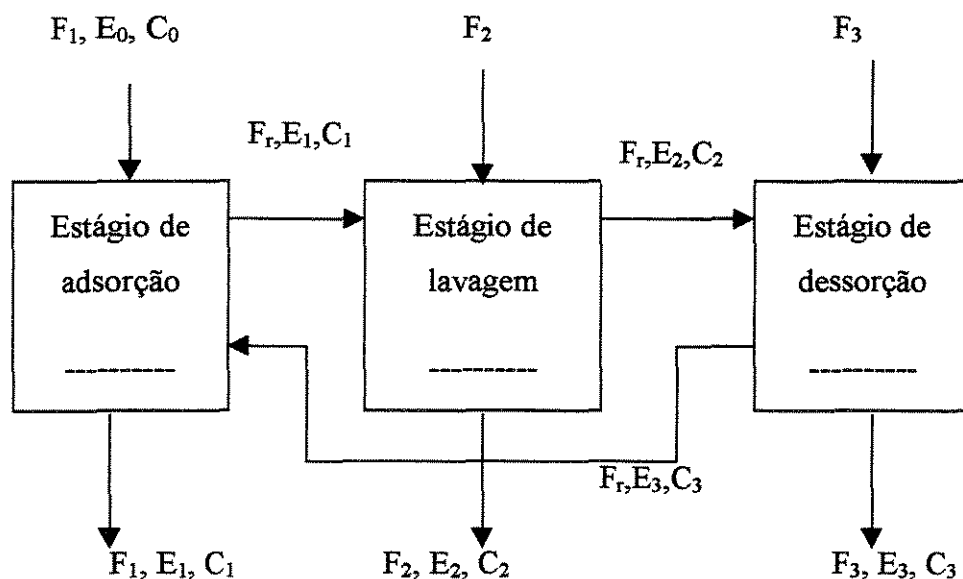 F₁, E₀, C₀
F₂
F₃
Fᵣ,E₁,C₁
Fᵣ,E₂,C₂
Estágio de
adsorção
----------
Estágio de
lavagem
----------
Estágio de
dessorção
----------
Fᵣ,E₃,C₃
F₁, E₁, C₁
F₂, E₂, C₂
F₃, E₃, C₃